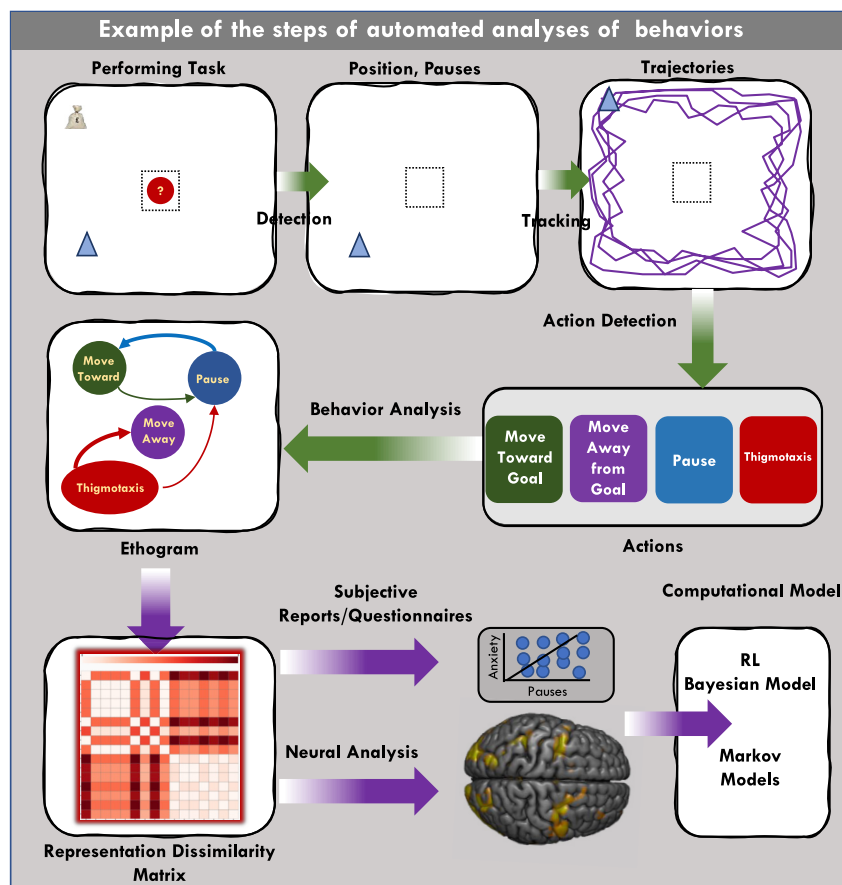 Example of the steps of automated analyses of behaviors
Performing Task
Position, Pauses
Trajectories
£
?
Detection
Tracking
Action Detection
Move
Toward
Pause
Move
Away
Thigmotaxis
Behavior Analysis
Move
Toward
Goal
Move
Away
from
Goal
Pause
Thigmotaxis
Ethogram
Actions
Subjective
Reports/Questionnaires
Computational Model
Anxiety
Pauses
RL
Bayesian Model
Markov
Models
Neural Analysis
Representation Dissimilarity
Matrix